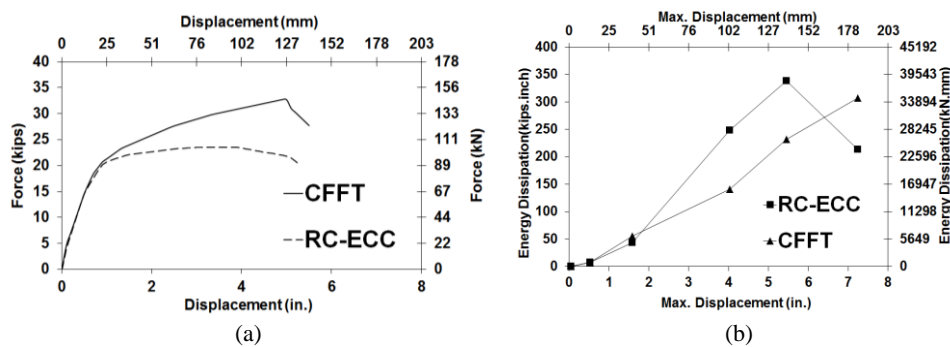 Displacement (mm)
0 25 51 76 102 127 152 178 203
40
35
30
25
20
15
10
5
0
Force (kips)
178
156
133
111
89
67
44
22
0
Force (kN)
CFFT
RC-ECC
0 2 4 6 8
Displacement (in.)
(a)
Max. Displacement (mm)
0 25 51 76 102 127 152 178 203
400
350
300
250
200
150
100
50
0
Energy Dissipation(kips.inch)
45192
39543
33894
28245
22596
16947
11298
5649
0
Energy Dissipation(kN.mm)
RC-ECC
CFFT
0 1 2 3 4 5 6 7 8
Max. Displacement (in.)
(b)